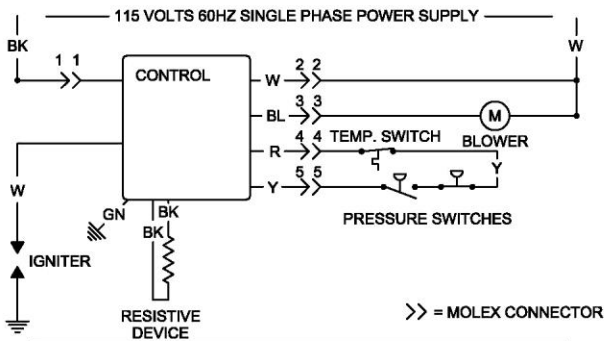 115 VOLTS 60HZ SINGLE PHASE POWER SUPPLY
BK
W
1 1
CONTROL
W
2 2
BL
3 3
M
BLOWER
R
4 4
TEMP. SWITCH
Y
Y
5 5
PRESSURE SWITCHES
W
GN
BK
BK
IGNITER
RESISTIVE
DEVICE
= MOLEX CONNECTOR